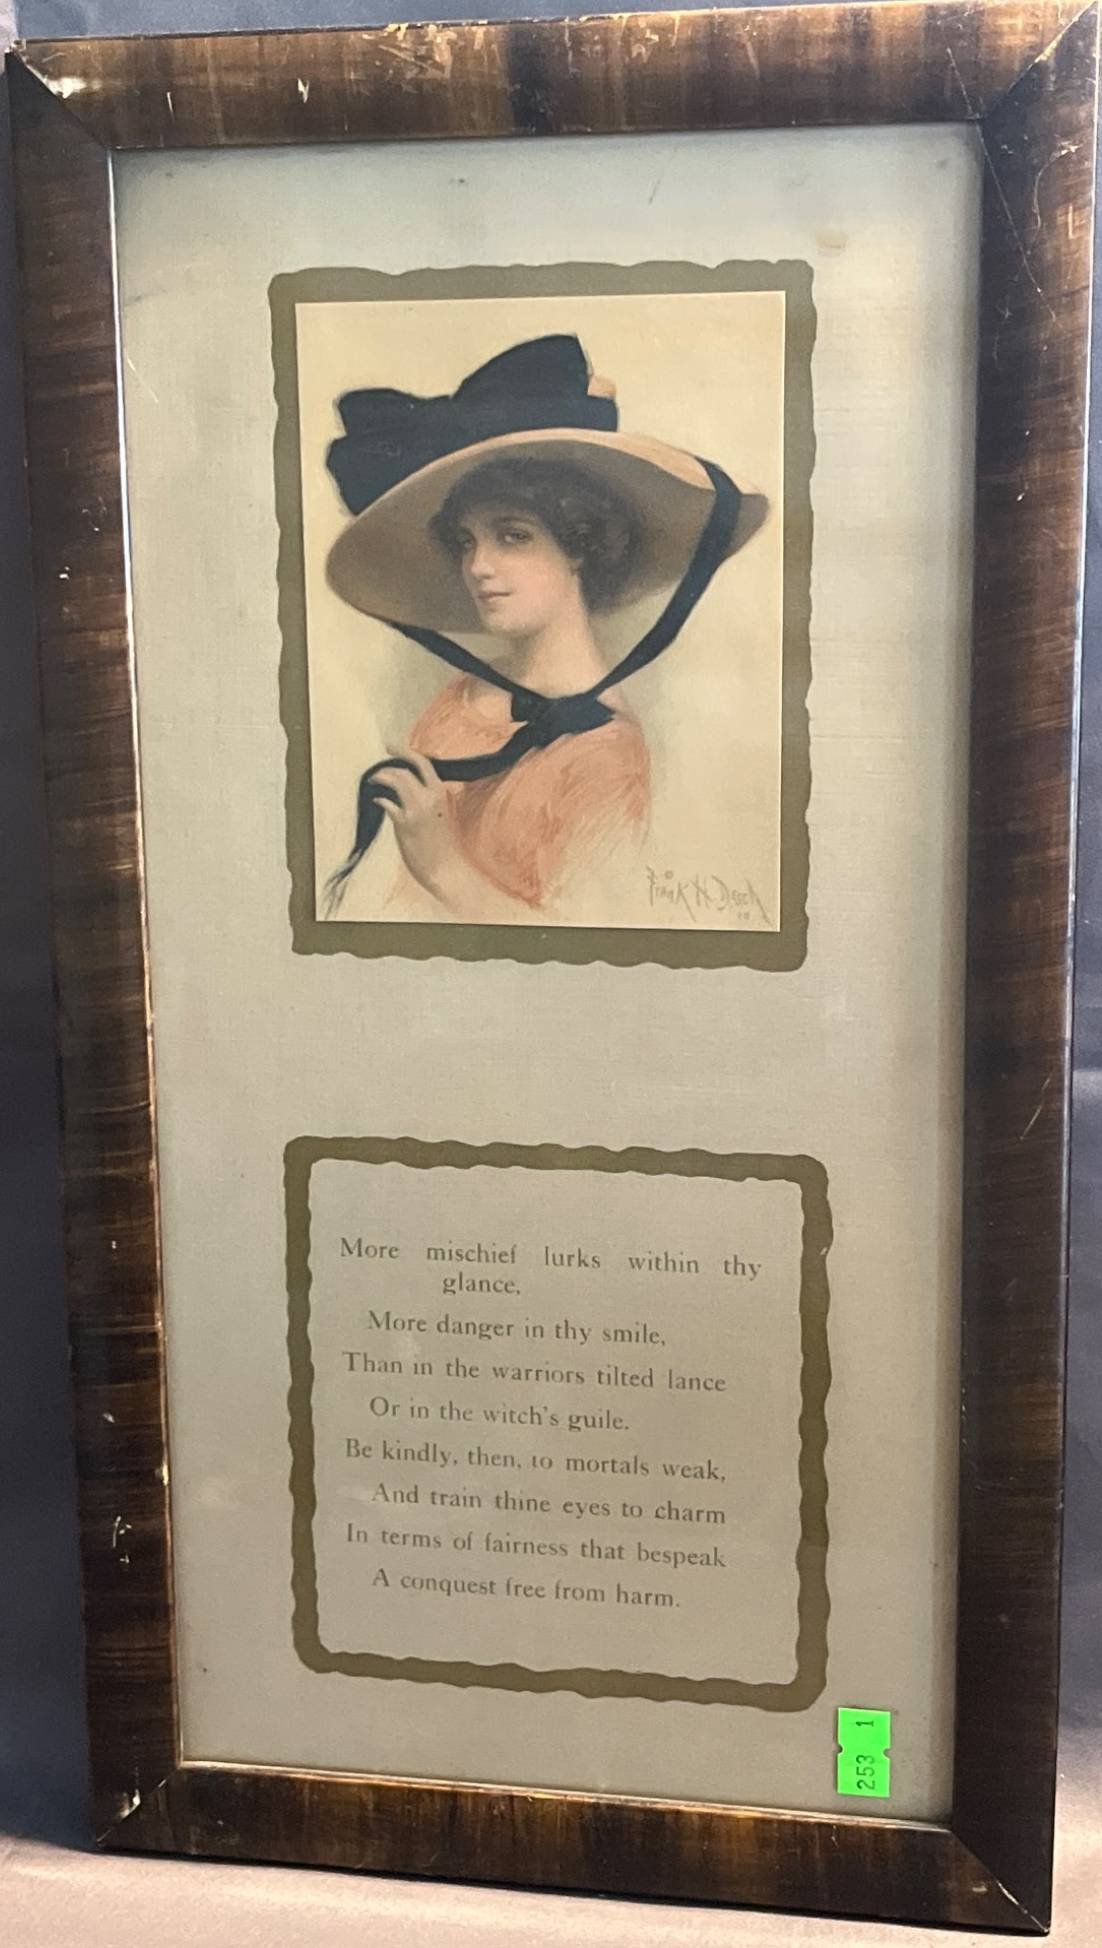 © Frank H. Desch
10
More mischief lurks within thy
glance,
More danger in thy smile,
Than in the warriors tilted lance
Or in the witch's guile.
Be kindly, then, to mortals weak,
And train thine eyes to charm
In terms of fairness that bespeak
A conquest free from harm.
253 1